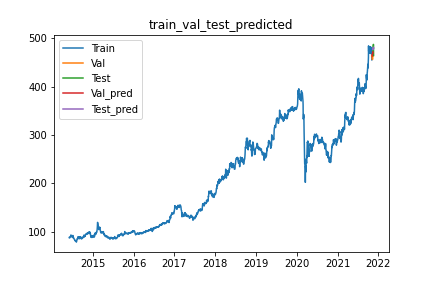 train_val_test_predicted
500
400
300
200
100
Train
Val
Test
Val_pred
Test_pred
2015 2016 2017 2018 2019 2020 2021 2022